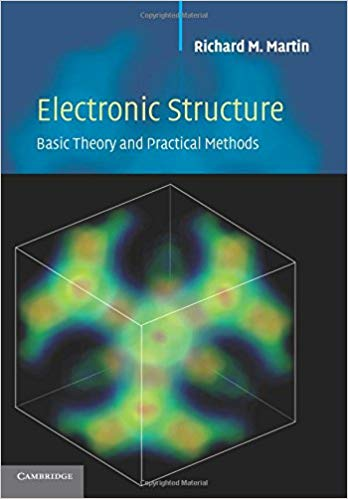 Richard M. Martin
Electronic Structure
Basic Theory and Practical Methods
CAMBRIDGE